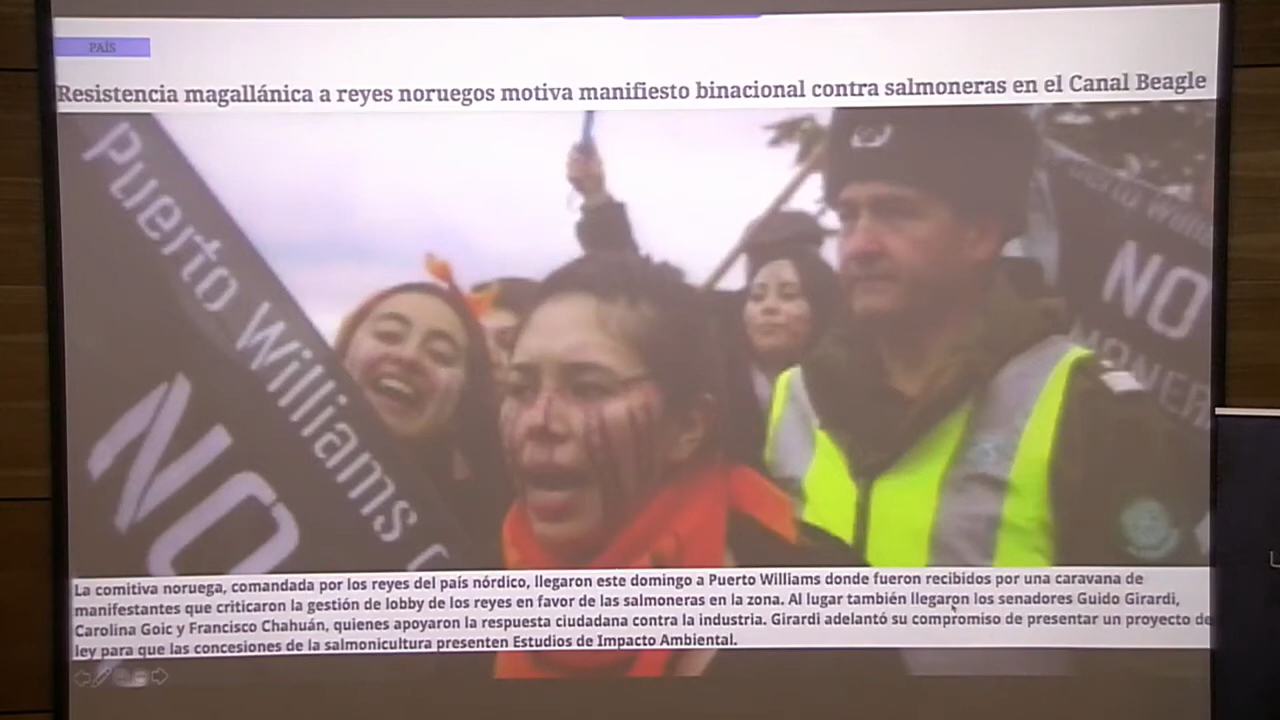 PAÍS
Resistencia magallánica a reyes noruegos motiva manifiesto binacional contra salmoneras en el Canal Beagle
Puerto Williams
NO
Puerto Willia
NO
MONER
La comitiva noruega, comandada por los reyes del país nórdico, llegaron este domingo a Puerto Williams donde fueron recibidos por una caravana de
manifestantes que criticaron la gestión de lobby de los reyes en favor de las salmoneras en la zona. Al lugar también llegaron los senadores Guido Girardi,
Carolina Goic y Francisco Chahuán, quienes apoyaron la respuesta ciudadana contra la industria. Girardi adelantó su compromiso de presentar un proyecto de
ley para que las concesiones de la salmonicultura presenten Estudios de Impacto Ambiental.